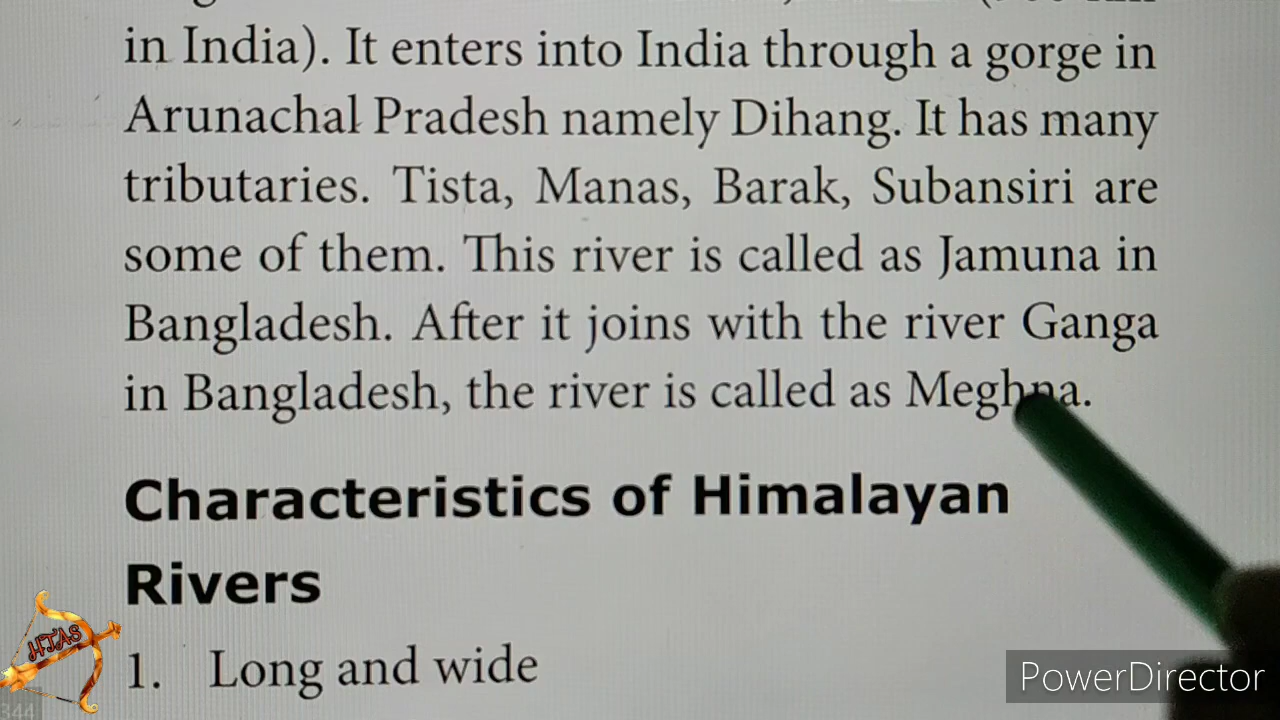 in India). It enters into India through a gorge in
Arunachal Pradesh namely Dihang. It has many
tributaries. Tista, Manas, Barak, Subansiri are
some of them. This river is called as Jamuna in
Bangladesh. After it joins with the river Ganga
in Bangladesh, the river is called as Meghna.
Characteristics of Himalayan
Rivers
1. Long and wide
HTAS
PowerDirector
344